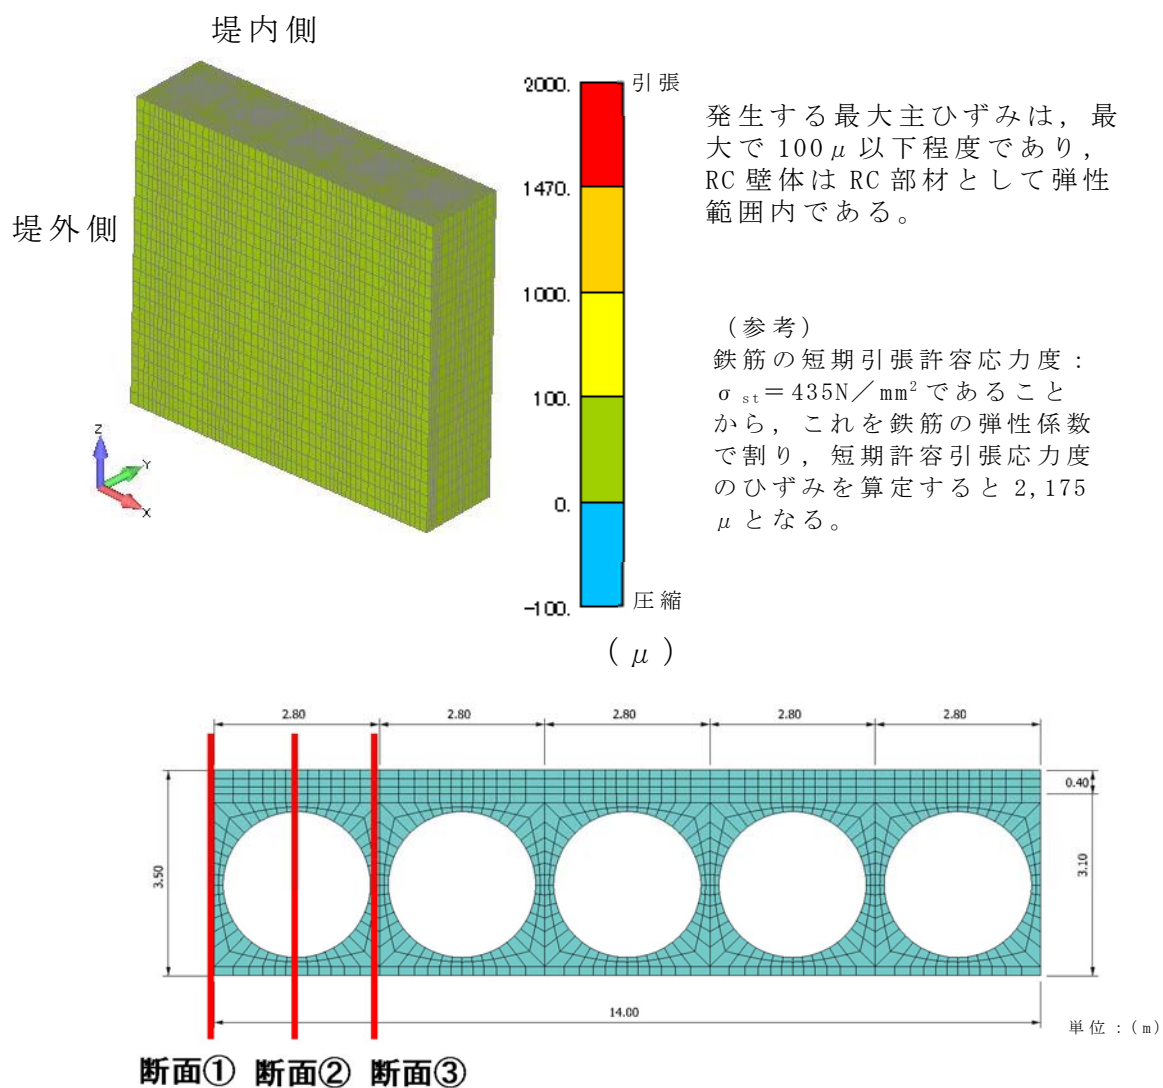 堤内側
堤外側
Z
Y
X
2000.
引張
1470.
1000.
100.
0.
-100.
圧縮
(μ)
発生する最大主ひずみは，最
大で100μ以下程度であり，
RC壁体はRC部材として弾性
範囲内である。
（参考）
鉄筋の短期引張許容応力度：
σst＝435N／mm²であること
から，これを鉄筋の弾性係数
で割り，短期許容引張応力度
のひずみを算定すると2,175
μとなる。
2.80 2.80 2.80 2.80 2.80
0.40
3.50
3.10
14.00
単位：(m)
断面① 断面② 断面③